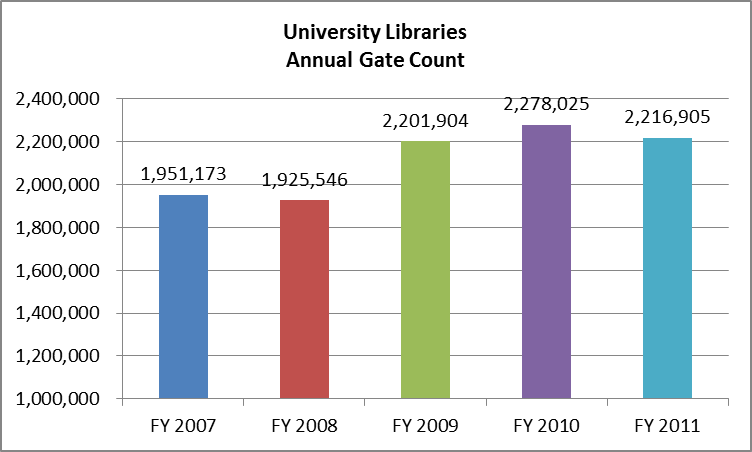 University Libraries
Annual Gate Count
2,400,000
2,200,000
2,000,000
1,800,000
1,600,000
1,400,000
1,200,000
1,000,000
1,951,173
1,925,546
2,201,904
2,278,025
2,216,905
FY 2007
FY 2008
FY 2009
FY 2010
FY 2011